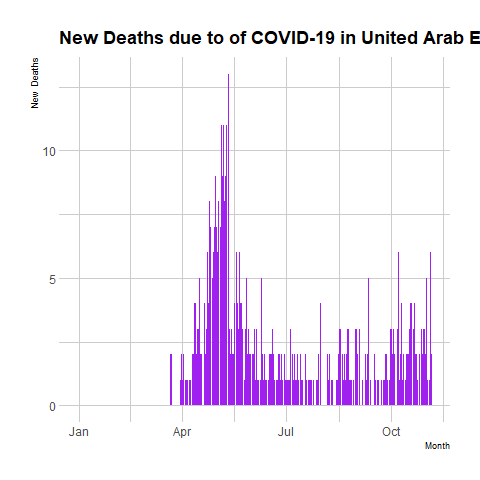 New Deaths due to of COVID-19 in United Arab E
New Deaths
10
5
0
Jan Apr Jul Oct
Month